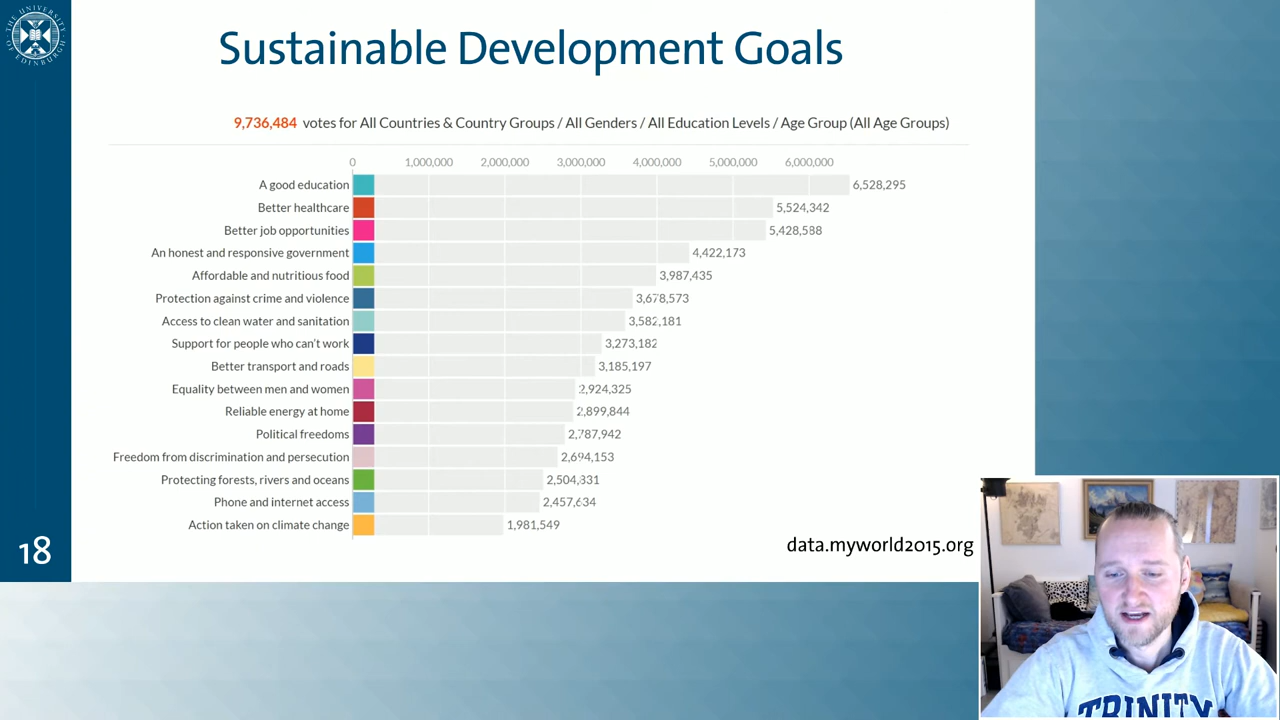 THE UNIVERSITY OF EDINBURGH
Sustainable Development Goals
9,736,484 votes for All Countries & Country Groups / All Genders / All Education Levels / Age Group (All Age Groups)
0 1,000,000 2,000,000 3,000,000 4,000,000 5,000,000 6,000,000
A good education 6,528,295
Better healthcare 5,524,342
Better job opportunities 5,428,588
An honest and responsive government 4,422,173
Affordable and nutritious food 3,987,435
Protection against crime and violence 3,678,573
Access to clean water and sanitation 3,582,181
Support for people who can't work 3,273,182
Better transport and roads 3,185,197
Equality between men and women 2,924,325
Reliable energy at home 2,899,844
Political freedoms 2,787,942
Freedom from discrimination and persecution 2,694,153
Protecting forests, rivers and oceans 2,504,331
Phone and internet access 2,457,634
Action taken on climate change 1,981,549
data.myworld2015.org
18
TRINITY